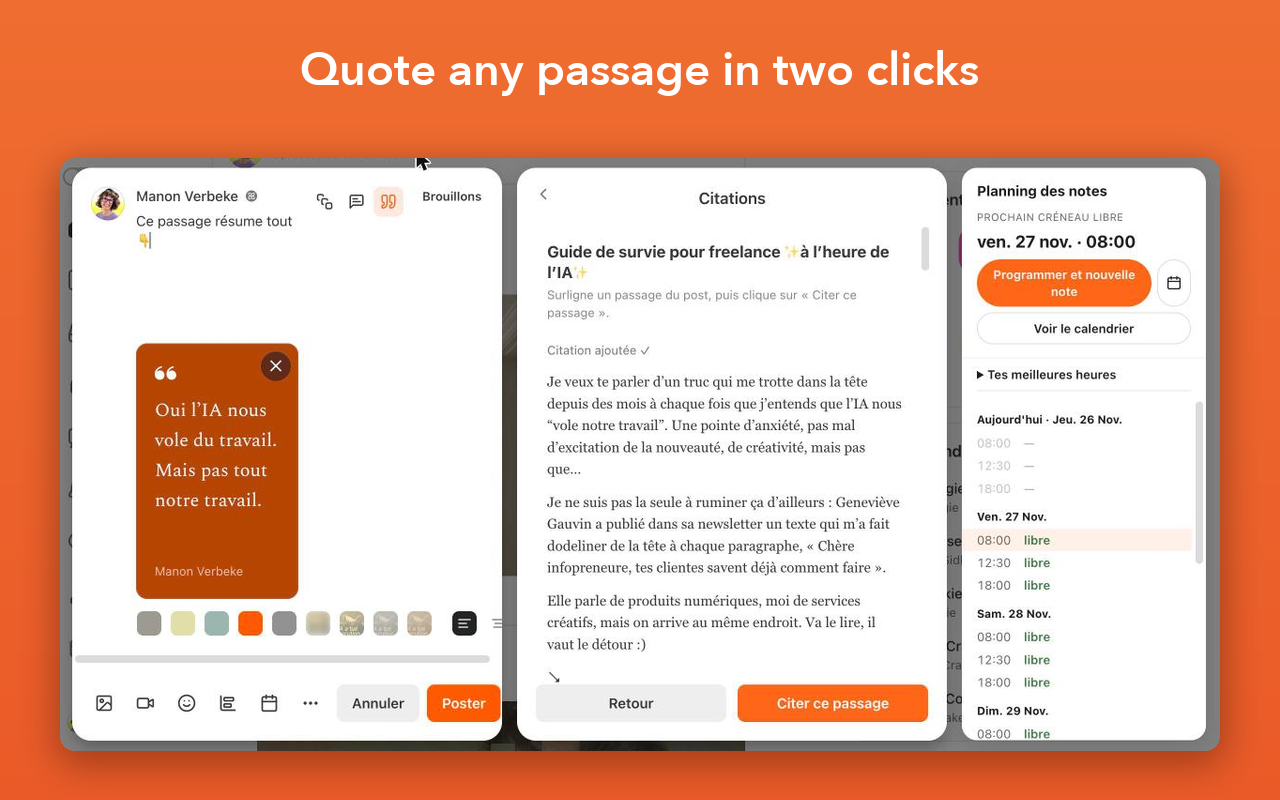 Quote any passage in two clicks
Manon Verbeke
Ce passage résume tout
👇
Brouillons
Oui l’IA nous
vole du travail.
Mais pas tout
notre travail.
Manon Verbeke
Annuler
Poster
Citations
Guide de survie pour freelance ✨à l’heure de
l’IA✨
Surligne un passage du post, puis clique sur « Citer ce
passage ».
Citation ajoutée ✓
Je veux te parler d’un truc qui me trotte dans la tête
depuis des mois à chaque fois que j’entends que l’IA nous
“vole notre travail”. Une pointe d’anxiété, pas mal
d’excitation de la nouveauté, de créativité, mais pas
que…
Je ne suis pas la seule à ruminer ça d’ailleurs : Geneviève
Gauvin a publié dans sa newsletter un texte qui m’a fait
dodeliner de la tête à chaque paragraphe, « Chère
infopreneure, tes clientes savent déjà comment faire ».
Elle parle de produits numériques, moi de services
créatifs, mais on arrive au même endroit. Va le lire, il
vaut le détour :)
↘
Retour
Citer ce passage
Planning des notes
PROCHAIN CRÉNEAU LIBRE
ven. 27 nov. · 08:00
Programmer et nouvelle
note
Voir le calendrier
Tes meilleures heures
Aujourd'hui · Jeu. 26 Nov.
08:00 —
12:30 —
18:00 —
Ven. 27 Nov.
08:00 libre
12:30 libre
18:00 libre
Sam. 28 Nov.
08:00 libre
12:30 libre
18:00 libre
Dim. 29 Nov.
08:00 libre